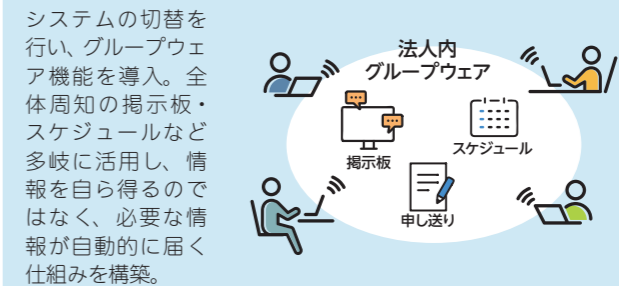 システムの切替を
行い、グループウェ
ア機能を導入。全
体周知の掲示板・
スケジュールなど
多岐に活用し、情
報を自ら得るので
はなく、必要な情
報が自動的に届く
仕組みを構築。
法人内
グループウェア
掲示板
スケジュール
申し送り